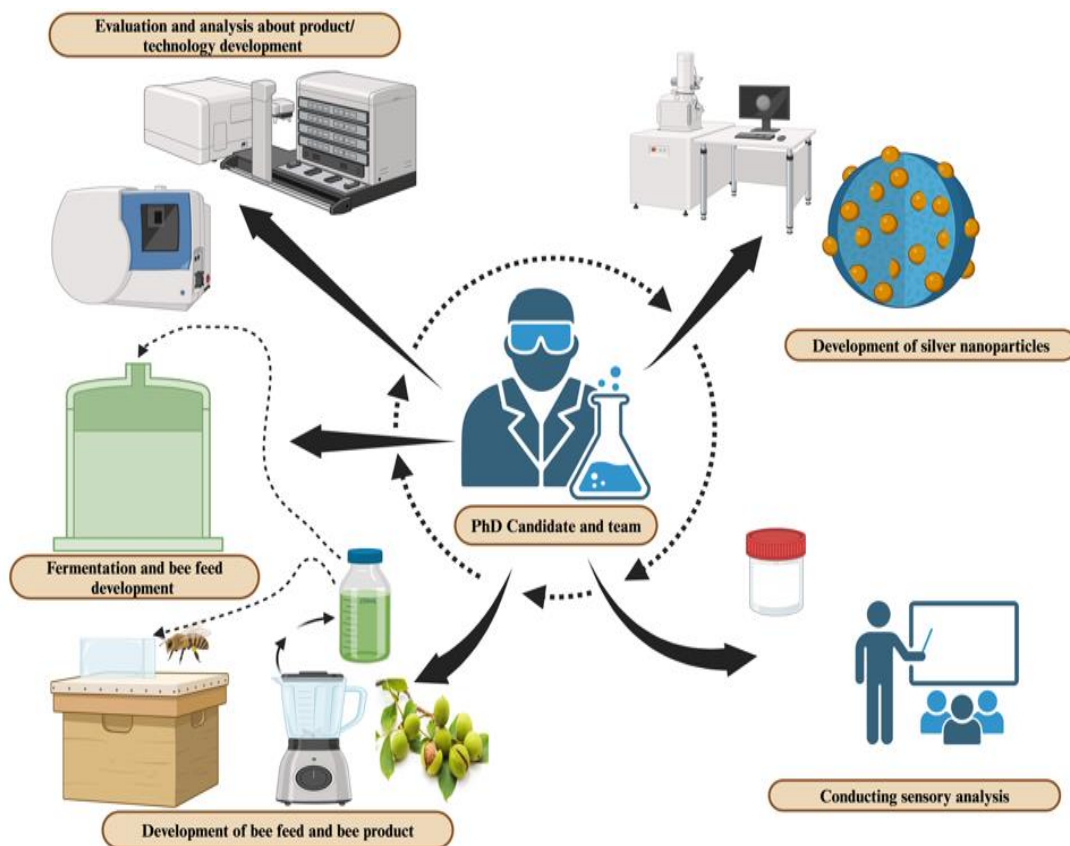 Evaluation and analysis about product/
technology development
Development of silver nanoparticles
PhD Candidate and team
Fermentation and bee feed
development
Conducting sensory analysis
Development of bee feed and bee product